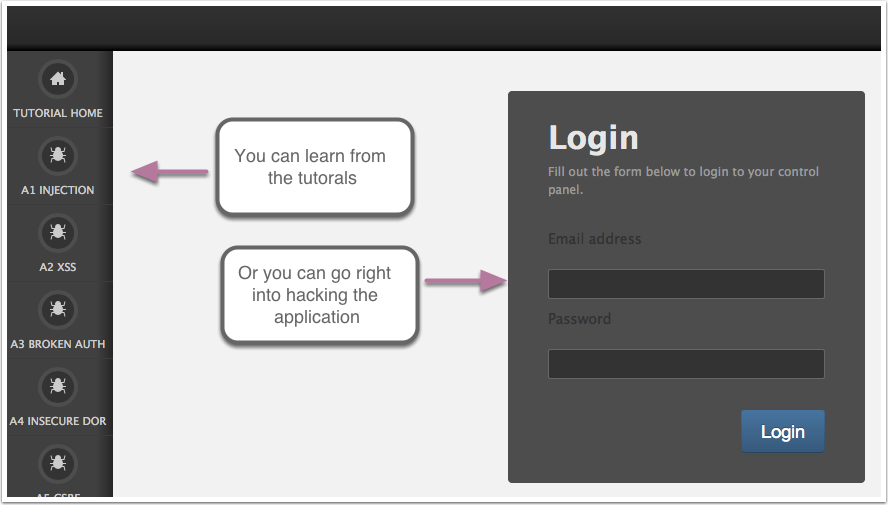 TUTORIAL HOME
A1 INJECTION
A2 XSS
A3 BROKEN AUTH
A4 INSECURE DOR
A5 CSRF
You can learn from
the tutorals
Or you can go right
into hacking the
application
Login
Fill out the form below to login to your control
panel.
Email address
Password
Login